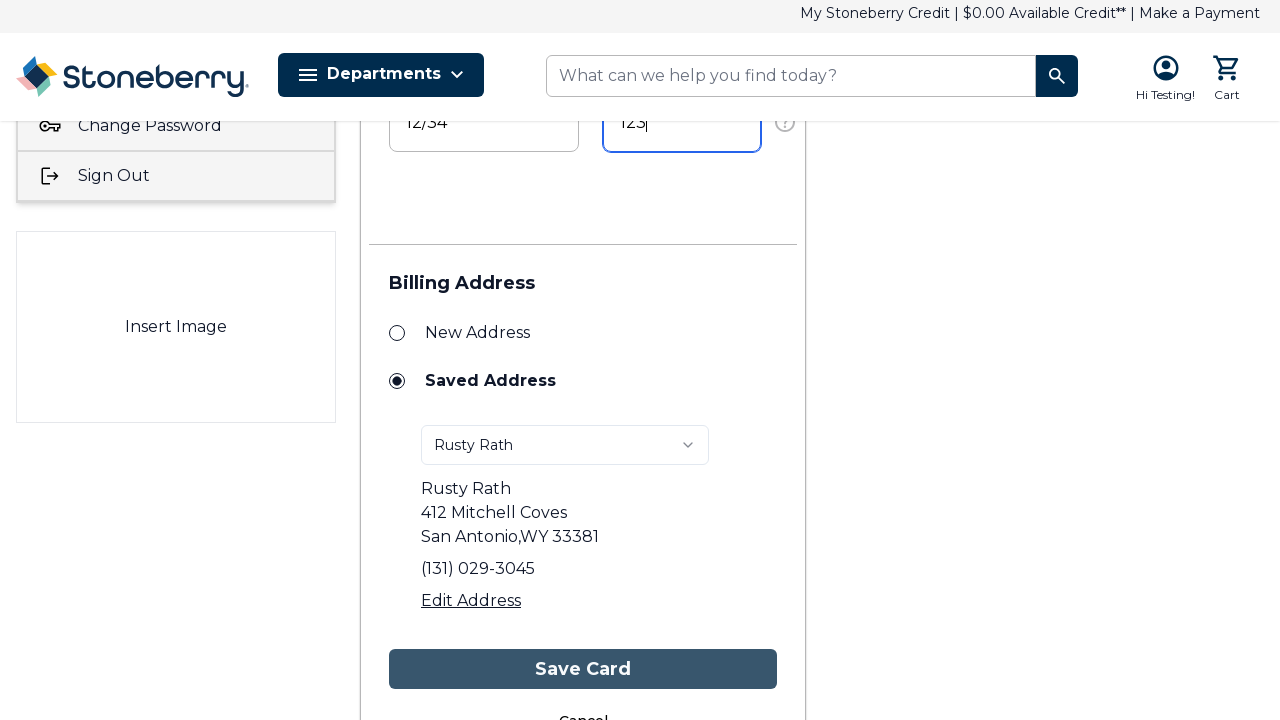 My Stoneberry Credit | $0.00 Available Credit** | Make a Payment
Stoneberry
Departments
What can we help you find today?
Hi Testing!
Cart
Change Password
Sign Out
Insert Image
12/34
123
?
Billing Address
New Address
Saved Address
Rusty Rath
Rusty Rath
412 Mitchell Coves
San Antonio,WY 33381
(131) 029-3045
Edit Address
Save Card
Cancel